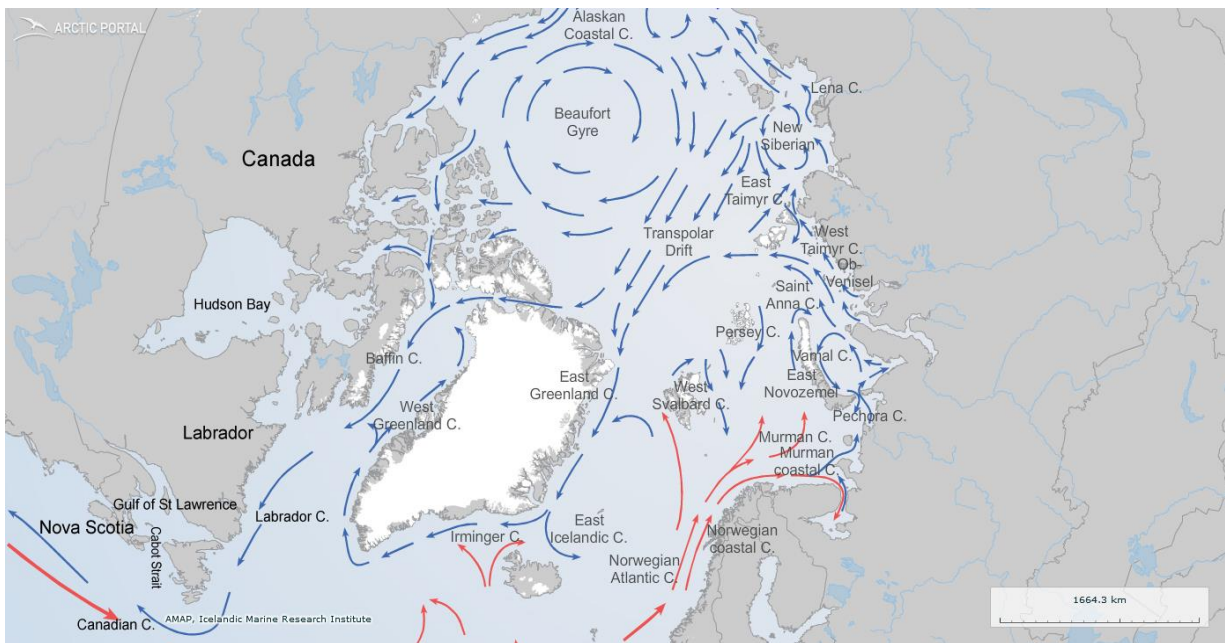 ARCTIC PORTAL
Alaskan
Coastal C.
Lena C.
Beaufort
Gyre
New
Siberian
Canada
East
Taimyr C.
West
Taimyr C.
Transpolar
Drift
Ob-
Yenisel
Saint
Anna C.
Hudson Bay
Persey C.
Baffin C.
Yamal C.
East
Greenland C.
East
Novozemel
West
Svalbard C.
West
Greenland C.
Pechora C.
Labrador
Murman C.
Murman
coastal C.
Gulf of St Lawrence
Labrador C.
Nova Scotia
Cabot Strait
Irminger C.
East
Icelandic C.
Norwegian
coastal C.
Norwegian
Atlantic C.
1664.3 km
Canadian C.
AMAP, Icelandic Marine Research Institute